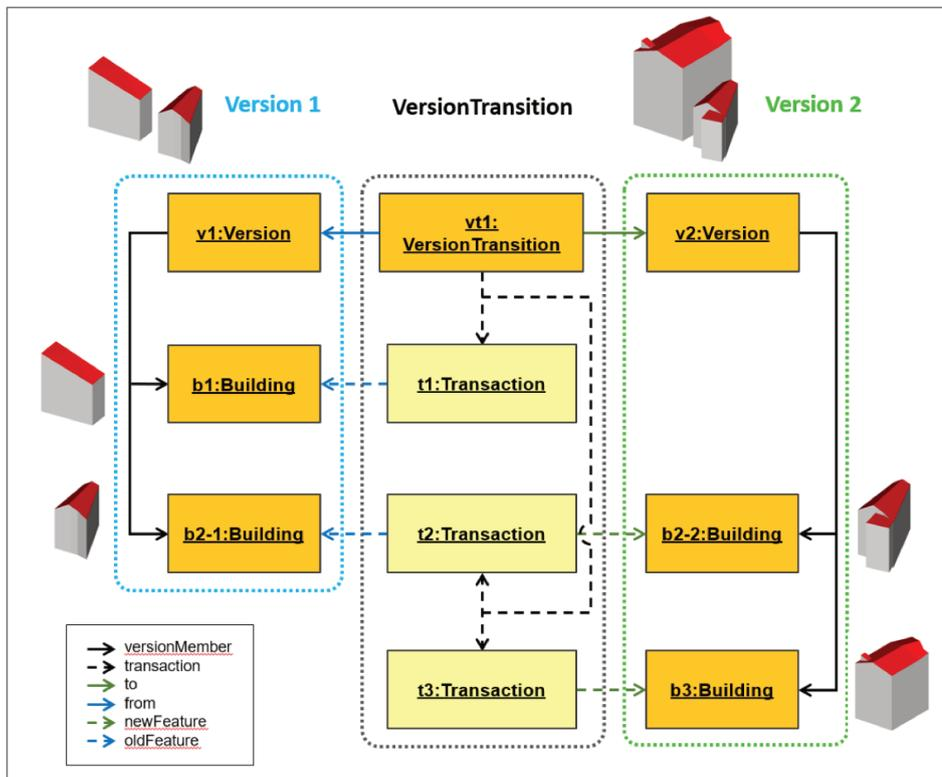 Version 1
VersionTransition
Version 2
v1:Version
vt1:
VersionTransition
v2:Version
b1:Building
t1:Transaction
b2-1:Building
t2:Transaction
b2-2:Building
t3:Transaction
b3:Building
versionMember
transaction
to
from
newFeature
oldFeature